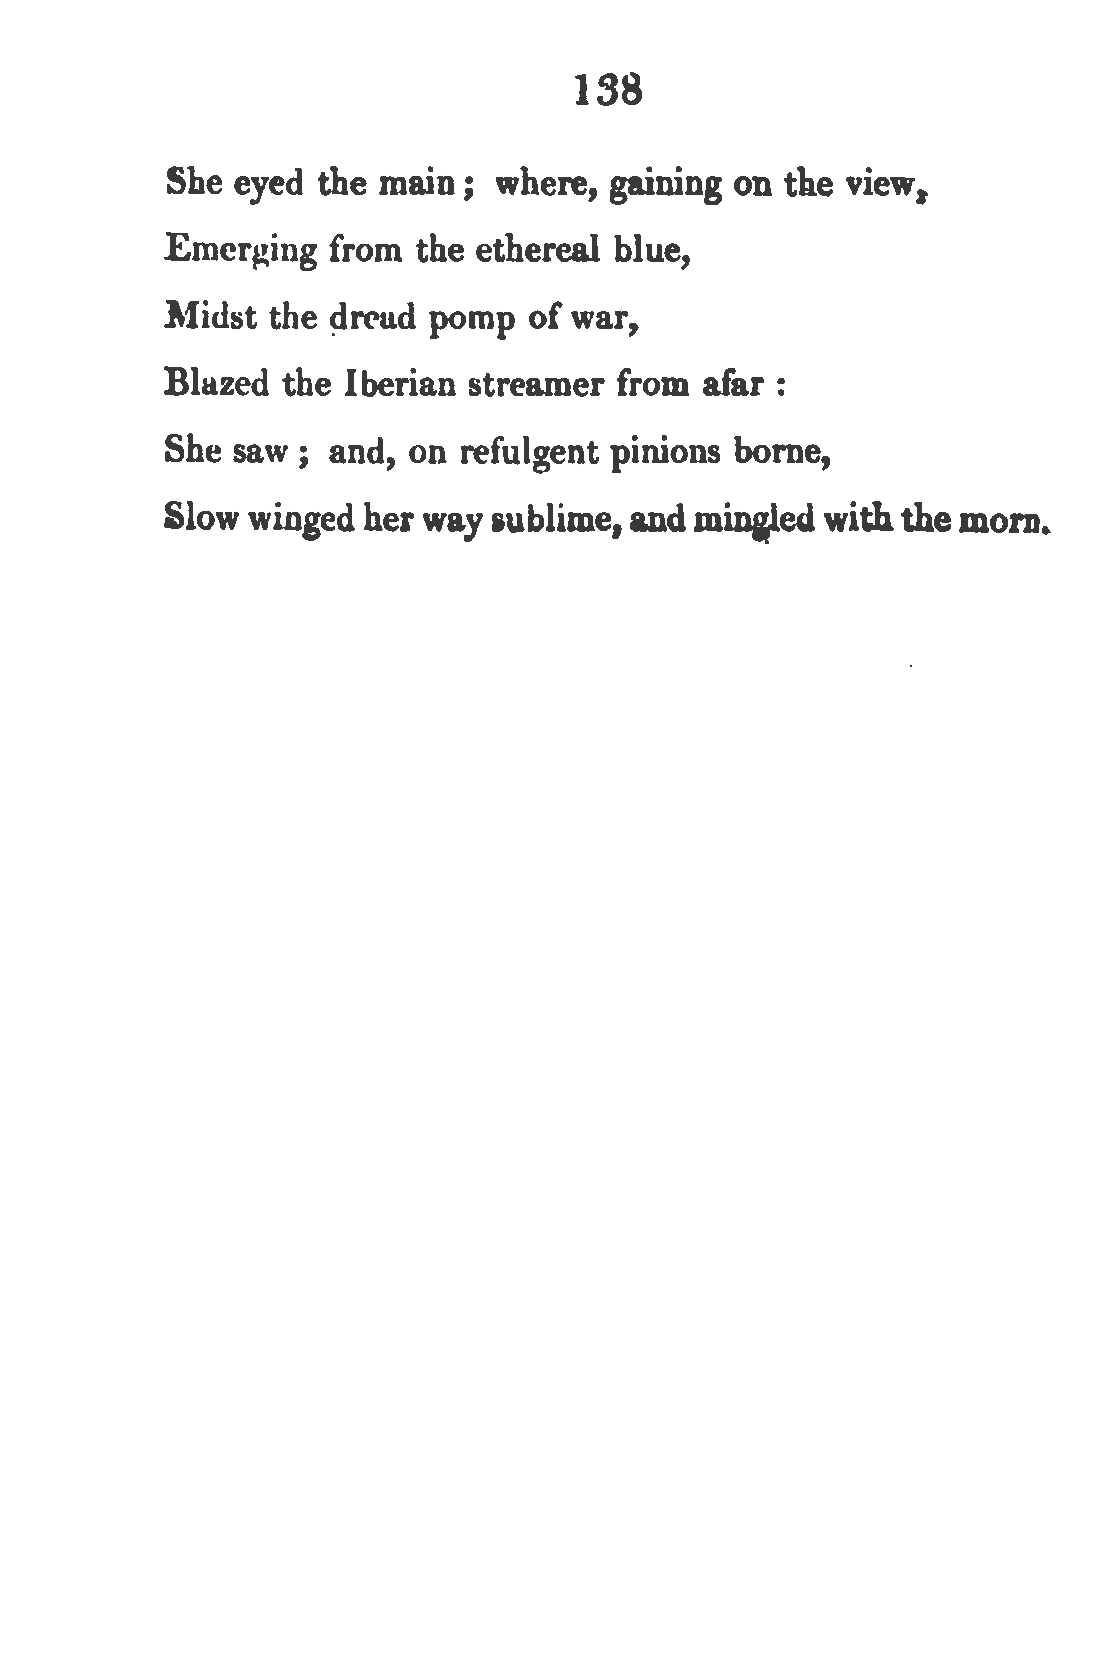 138
She eyed the main ; where, gaining on the view,
Emerging from the ethereal blue,
Midst the dread pomp of war,
Blazed the Iberian streamer from afar :
She saw ; and, on refulgent pinions borne,
Slow winged her way sublime, and mingled with the morn.